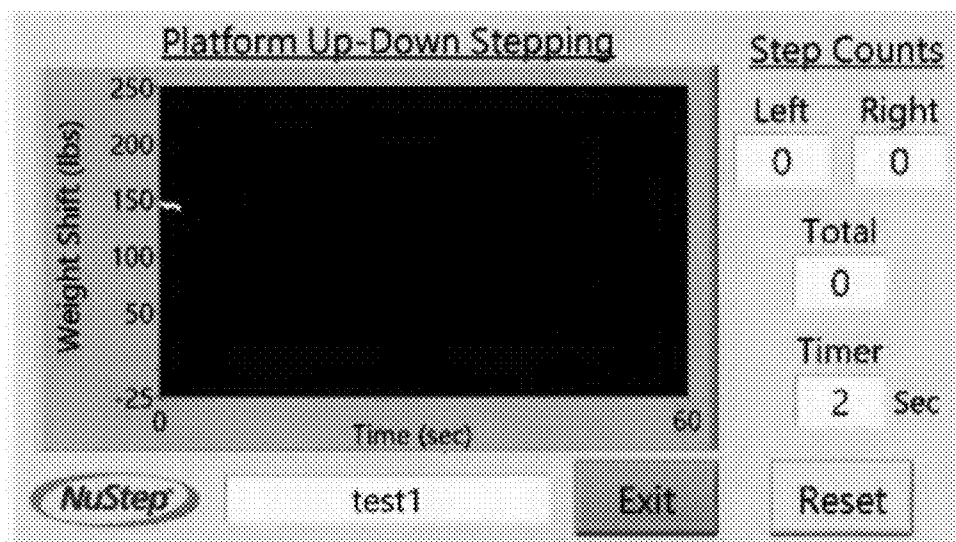 Platform Up-Down Stepping
Step Counts
Left Right
0 0
Total
0
Timer
2 Sec
Weight Shift (lbs)
250
200
150
100
50
-25
0 60
Time (sec)
NuStep
test1
Exit
Reset